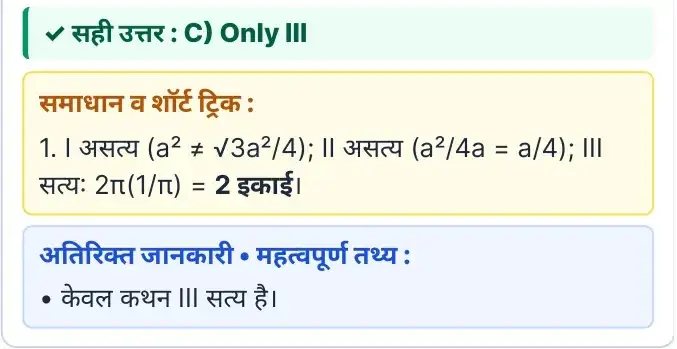 ✓ सही उत्तर : C) Only III
समाधान व शॉर्ट ट्रिक :
1. I असत्य (a² ≠ √3a²/4); II असत्य (a²/4a = a/4); III
सत्य: 2π(1/π) = 2 इकाई।
अतिरिक्त जानकारी • महत्वपूर्ण तथ्य :
• केवल कथन III सत्य है।